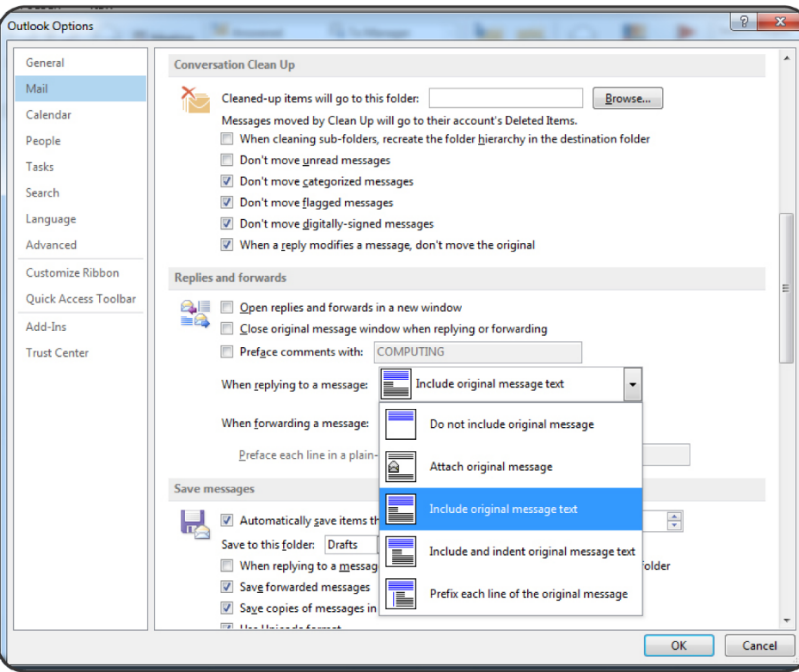 Outlook Options
General
Mail
Calendar
People
Tasks
Search
Language
Advanced
Customize Ribbon
Quick Access Toolbar
Add-Ins
Trust Center
Conversation Clean Up
Cleaned-up items will go to this folder:
Browse...
Messages moved by Clean Up will go to their account's Deleted Items.
When cleaning sub-folders, recreate the folder hierarchy in the destination folder
Don't move unread messages
Don't move categorized messages
Don't move flagged messages
Don't move digitally-signed messages
When a reply modifies a message, don't move the original
Replies and forwards
Open replies and forwards in a new window
Close original message window when replying or forwarding
Preface comments with: COMPUTING
When replying to a message: Include original message text
When forwarding a message:
Do not include original message
Attach original message
Include original message text
Include and indent original message text
Prefix each line of the original message
Preface each line in a plain-
Save messages
Automatically save items th
Save to this folder: Drafts
When replying to a messag older
Save forwarded messages
Save copies of messages in
Use Unicode format
OK Cancel